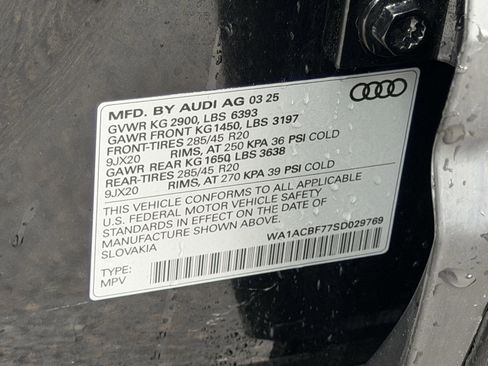 MFD. BY AUDI AG 03 25
GVWR KG 2900, LBS 6393
GAWR FRONT KG1450, LBS 3197
FRONT-TIRES 285/45 R20
9JX20 RIMS, AT 250 KPA 36 PSI COLD
GAWR REAR KG 1650, LBS 3638
REAR-TIRES 285/45 R20
9JX20 RIMS, AT 270 KPA 39 PSI COLD
THIS VEHICLE CONFORMS TO ALL APPLICABLE
U.S. FEDERAL MOTOR VEHICLE SAFETY
STANDARDS IN EFFECT ON THE DATE OF
MANUFACTURE SHOWN ABOVE.
SLOVAKIA WA1ACBF77SD029769
TYPE:
MPV